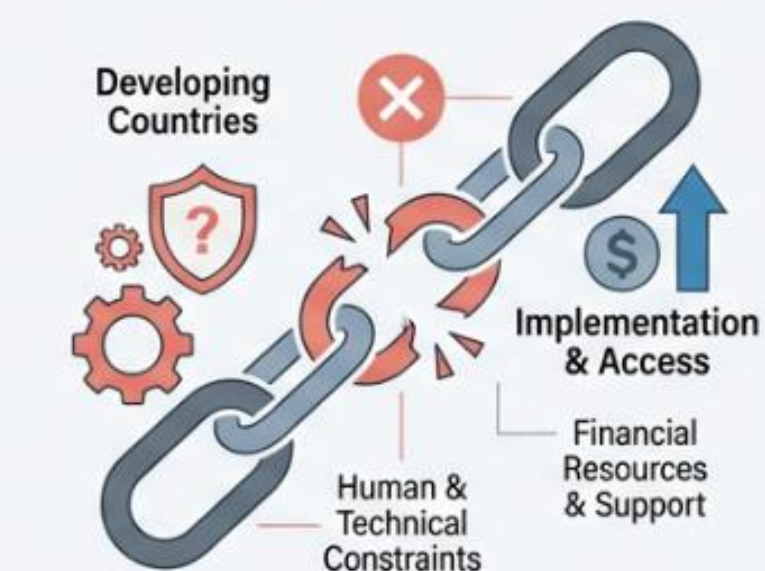 Developing
Countries
?
$
Implementation
& Access
Financial
Resources
& Support
Human &
Technical
Constraints